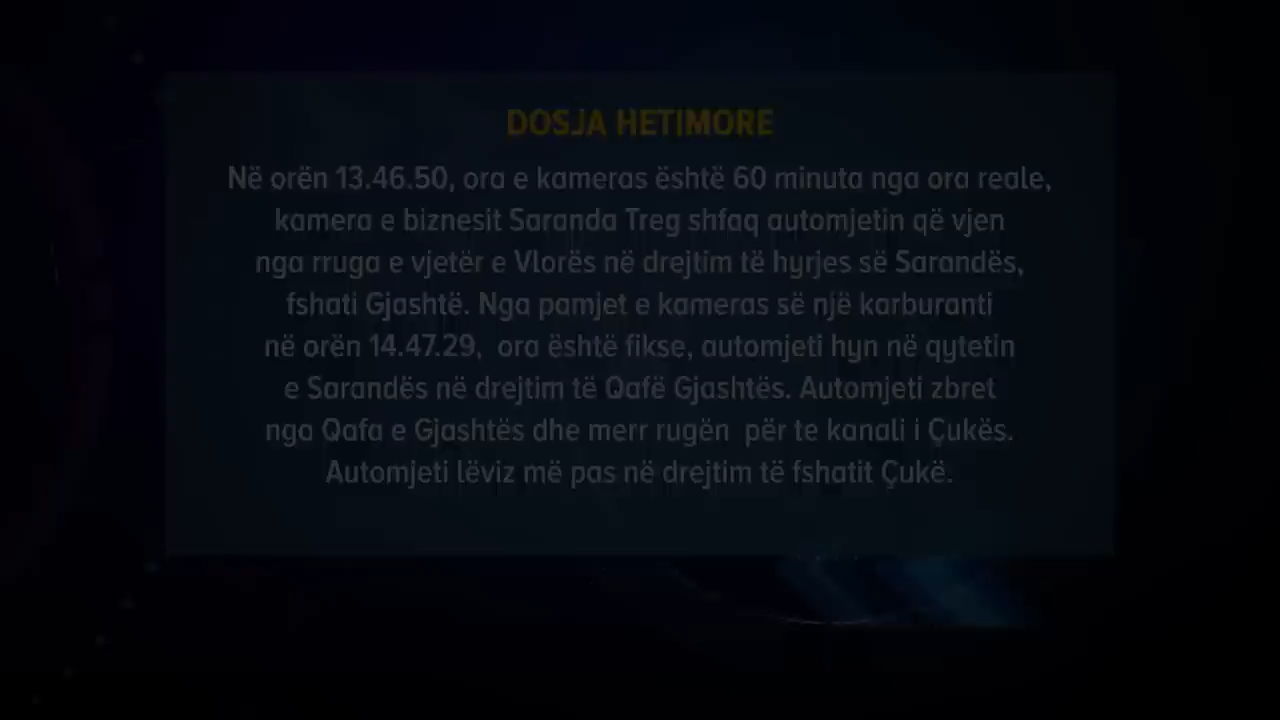 DOSJA HETIMORE
Në orën 13.46.50, ora e kameras është 60 minuta nga ora reale,
kamera e biznesit Saranda Treg shfaq automjetin që vjen
nga rruga e vjetër e Vlorës në drejtim të hyrjes së Sarandës,
fshati Gjashtë. Nga pamjet e kameras së një karburanti
në orën 14.47.29, ora është fikse, automjeti hyn në qytetin
e Sarandës në drejtim të Qafë Gjashtës. Automjeti zbret
nga Qafa e Gjashtës dhe merr rugën për te kanali i Çukës.
Automjeti lëviz më pas në drejtim të fshatit Çukë.